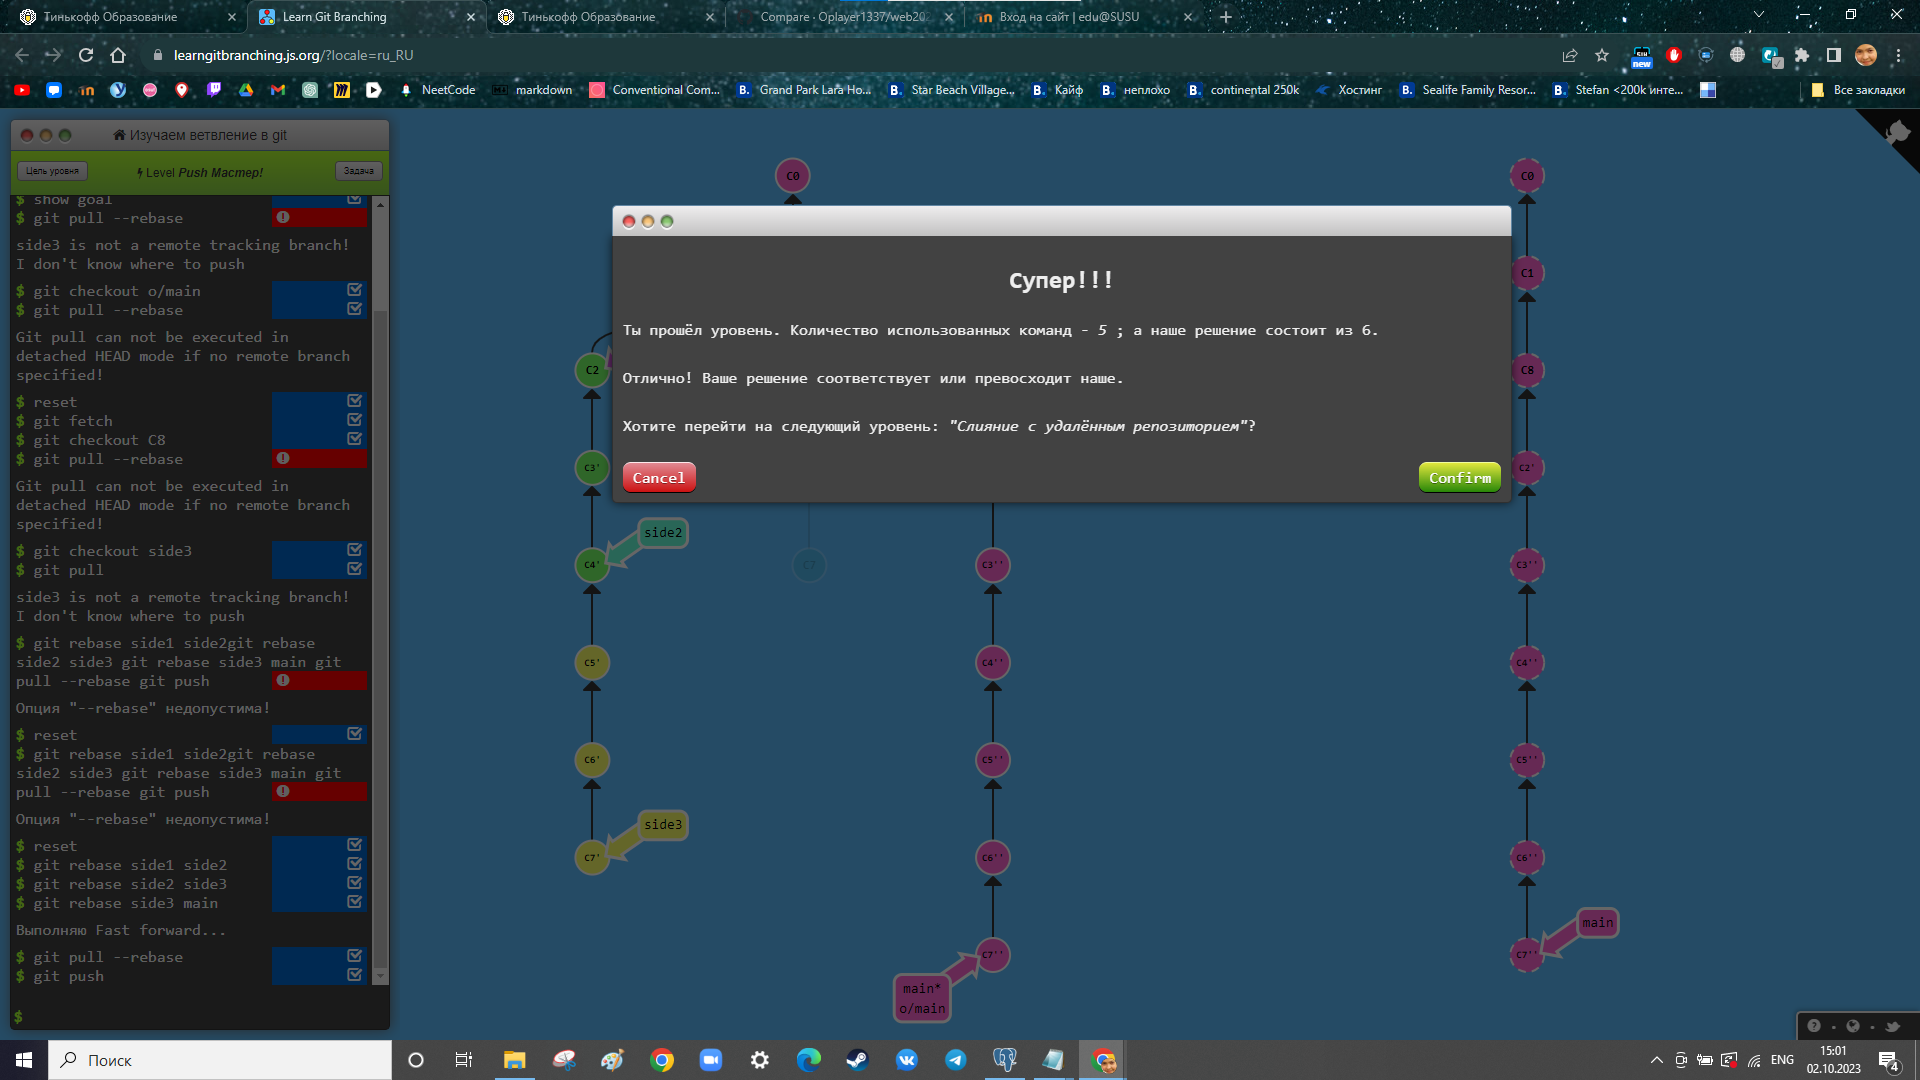 Тинькофф Образование
Learn Git Branching
Тинькофф Образование
Compare · Oplayer1337/web20
Вход на сайт | edu@SUSU
learngitbranching.js.org/?locale=ru_RU
new
NeetCode
markdown
Conventional Com...
Grand Park Lara Ho...
Star Beach Village...
Кайф
неплохо
continental 250k
Хостинг
Sealife Family Resor...
Stefan <200k инте...
Все закладки
Изучаем ветвление в git
Цель уровня
Level Push Мастер!
Задача
$ show goal
$ git pull --rebase
side3 is not a remote tracking branch!
I don't know where to push
$ git checkout o/main
$ git pull --rebase
Git pull can not be executed in
detached HEAD mode if no remote branch
specified!
$ reset
$ git fetch
$ git checkout C8
$ git pull --rebase
Git pull can not be executed in
detached HEAD mode if no remote branch
specified!
$ git checkout side3
$ git pull
side3 is not a remote tracking branch!
I don't know where to push
$ git rebase side1 side2git rebase
side2 side3 git rebase side3 main git
pull --rebase git push
Опция "--rebase" недопустима!
$ reset
$ git rebase side1 side2git rebase
side2 side3 git rebase side3 main git
pull --rebase git push
Опция "--rebase" недопустима!
$ reset
$ git rebase side1 side2
$ git rebase side2 side3
$ git rebase side3 main
Выполняю Fast forward...
$ git pull --rebase
$ git push
$
C0
Супер!!!
Ты прошёл уровень. Количество использованных команд - 5 ; а наше решение состоит из 6.
Отлично! Ваше решение соответствует или превосходит наше.
Хотите перейти на следующий уровень: "Слияние с удалённым репозиторием"?
Cancel
Confirm
C2
C3'
C4'
side2
C5'
C6'
C7'
side3
C7
C3''
C4''
C5''
C6''
C7''
main*
o/main
C0
C1
C8
C2'
C3''
C4''
C5''
C6''
C7''
main
Поиск
ENG
15:01
02.10.2023
4